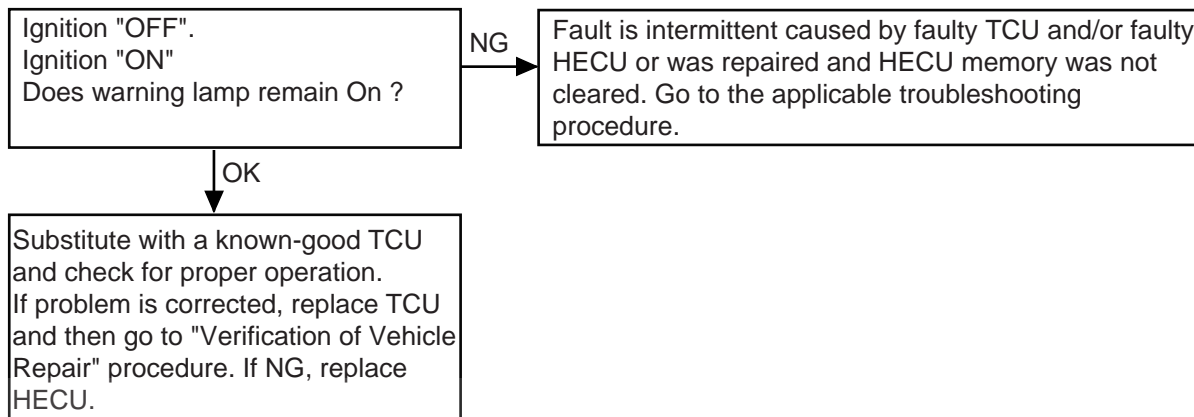 Ignition "OFF".
Ignition "ON"
Does warning lamp remain On ?
NG
Fault is intermittent caused by faulty TCU and/or faulty
HECU or was repaired and HECU memory was not
cleared. Go to the applicable troubleshooting
procedure.
OK
Substitute with a known-good TCU
and check for proper operation.
If problem is corrected, replace TCU
and then go to "Verification of Vehicle
Repair" procedure. If NG, replace
HECU.